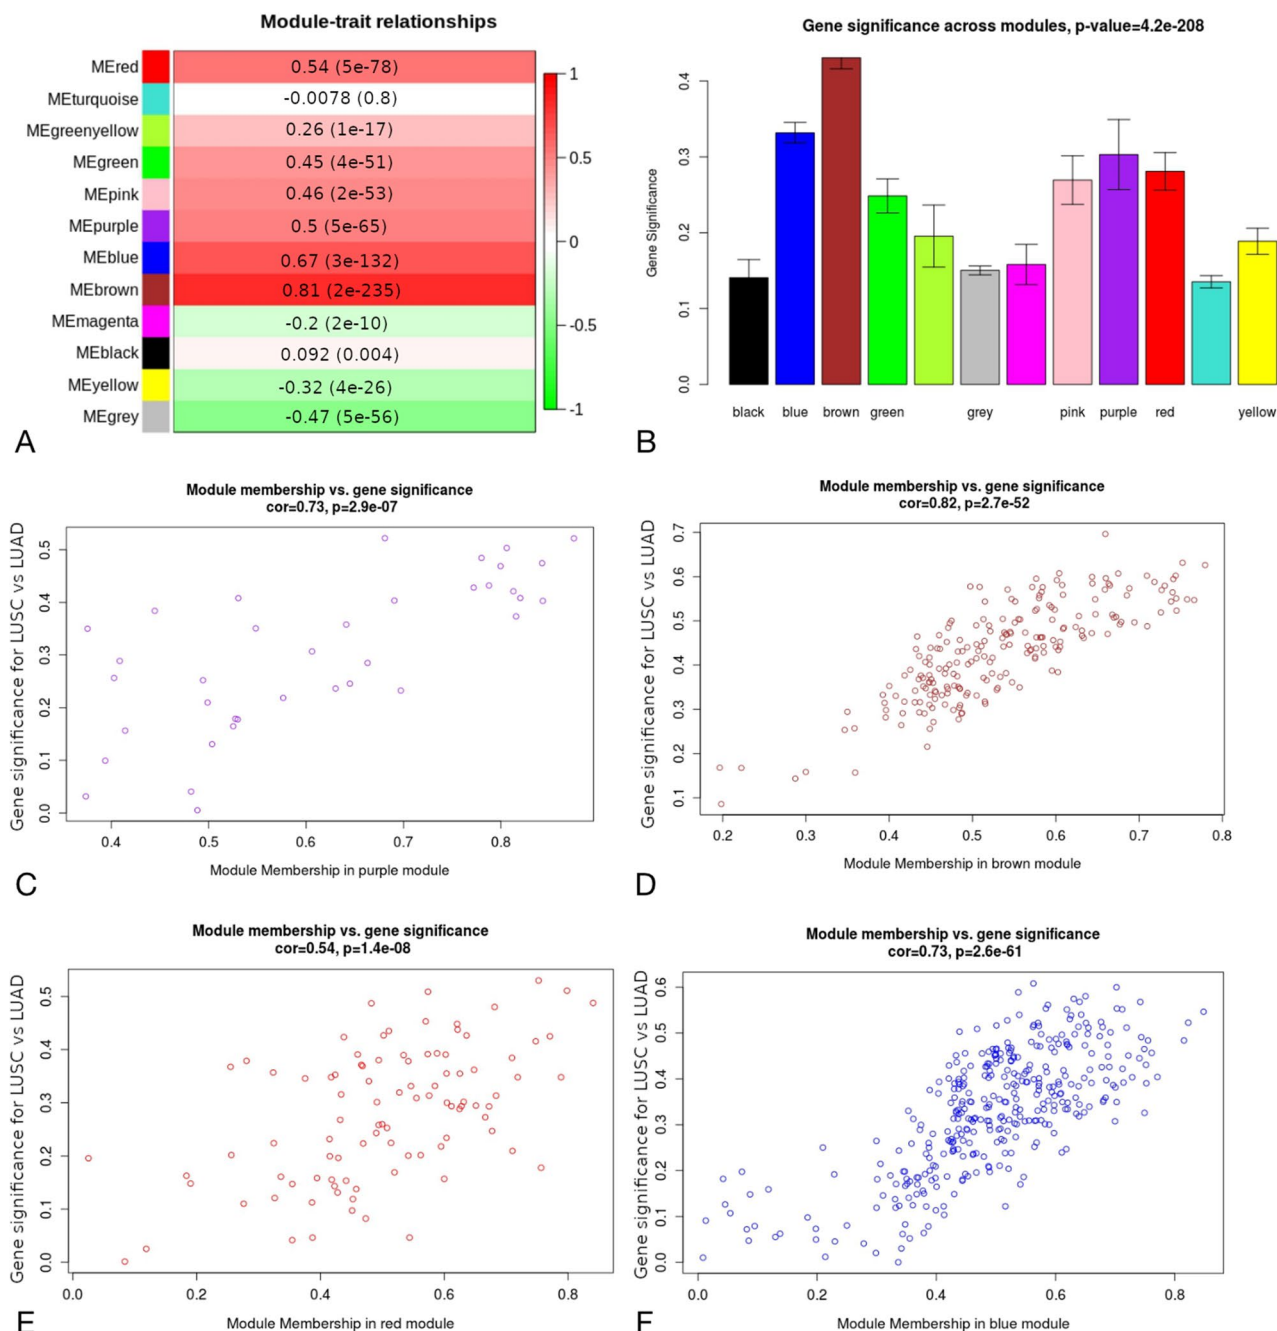 Module-trait relationships
MEred
0.54 (5e-78)
MEturquoise
-0.0078 (0.8)
MEgreenyellow
0.26 (1e-17)
MEgreen
0.45 (4e-51)
MEpink
0.46 (2e-53)
MEpurple
0.5 (5e-65)
MEblue
0.67 (3e-132)
MEbrown
0.81 (2e-235)
MEmagenta
-0.2 (2e-10)
MEblack
0.092 (0.004)
MEyellow
-0.32 (4e-26)
MEgrey
-0.47 (5e-56)
1
0.5
0
-0.5
-1
A
Gene significance across modules, p-value=4.2e-208
Gene Significance
0.4
0.3
0.2
0.1
0.0
black blue brown green grey pink purple red yellow
B
Module membership vs. gene significance
cor=0.73, p=2.9e-07
Gene significance for LUSC vs LUAD
0.5
0.4
0.3
0.2
0.1
0.0
0.4 0.5 0.6 0.7 0.8
Module Membership in purple module
C
Module membership vs. gene significance
cor=0.82, p=2.7e-52
Gene significance for LUSC vs LUAD
0.7
0.6
0.5
0.4
0.3
0.2
0.1
0.2 0.3 0.4 0.5 0.6 0.7 0.8
Module Membership in brown module
D
Module membership vs. gene significance
cor=0.54, p=1.4e-08
Gene significance for LUSC vs LUAD
0.5
0.4
0.3
0.2
0.1
0.0
0.0 0.2 0.4 0.6 0.8
Module Membership in red module
E
Module membership vs. gene significance
cor=0.73, p=2.6e-61
Gene significance for LUSC vs LUAD
0.6
0.5
0.4
0.3
0.2
0.1
0.0
0.0 0.2 0.4 0.6 0.8
Module Membership in blue module
F